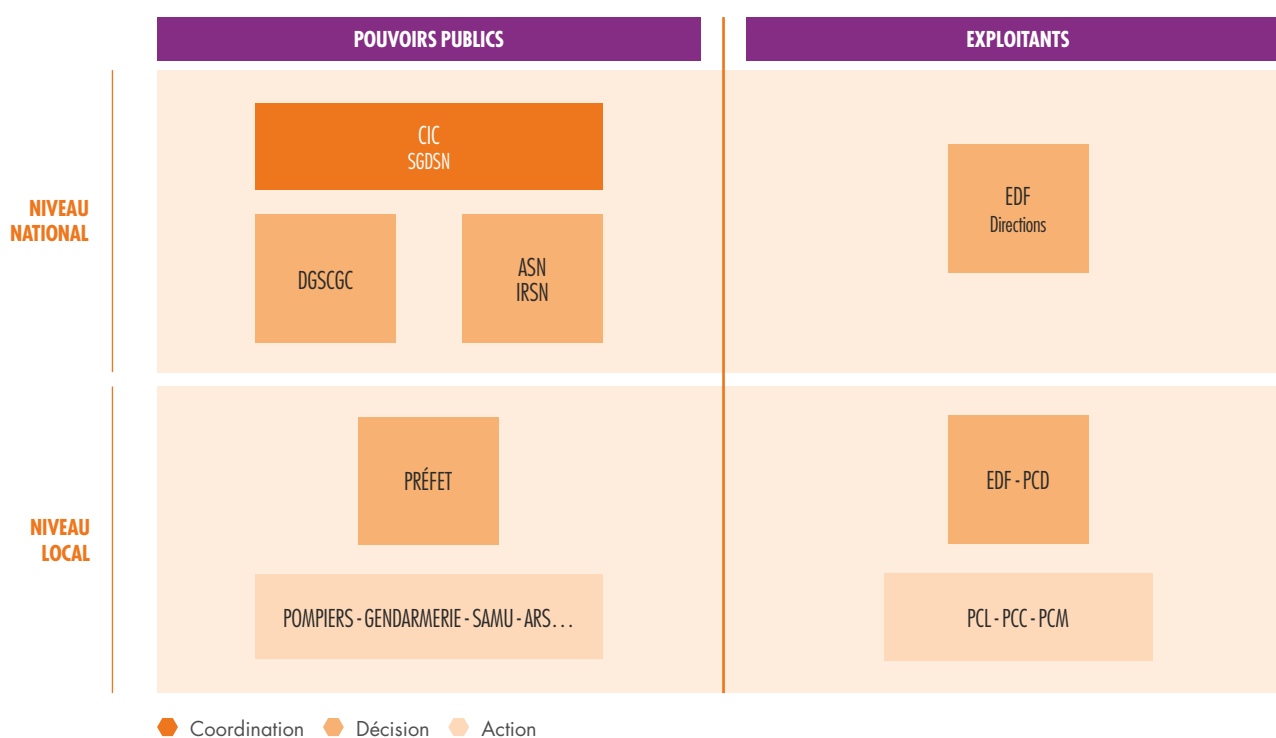 POUVOIRS PUBLICS
EXPLOITANTS
NIVEAU
NATIONAL
CIC
SGDSN
DGSCGC
ASN
IRSN
EDF
Directions
NIVEAU
LOCAL
PRÉFET
EDF - PCD
POMPIERS - GENDARMERIE - SAMU - ARS…
PCL - PCC - PCM
Coordination
Décision
Action